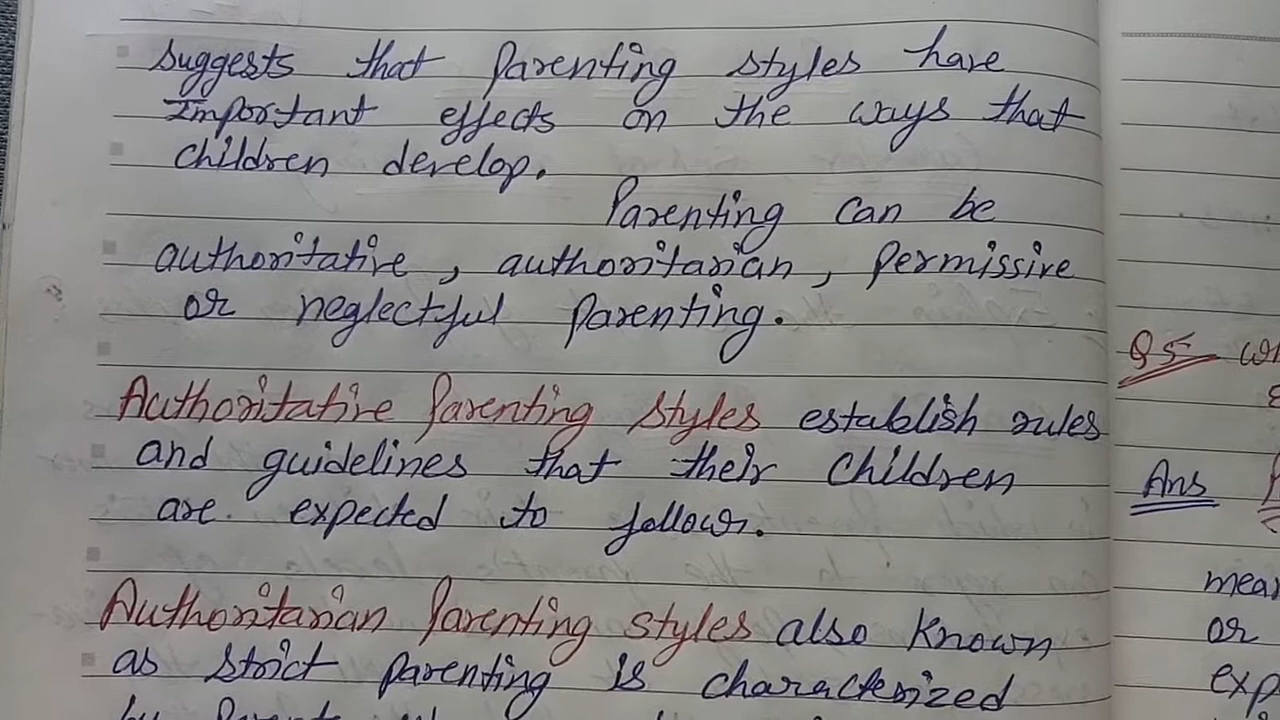 suggests that Parenting styles have
Important effects on the ways that
children develop.
Parenting can be
authoritative, authoritarian, Permissive
or neglectful Parenting.
Authoritative Parenting styles establish rules
and guidelines that their children
are expected to follow.
Authoritarian Parenting styles also known
as strict parenting is characterized
by Parents
Q5
Ans
or